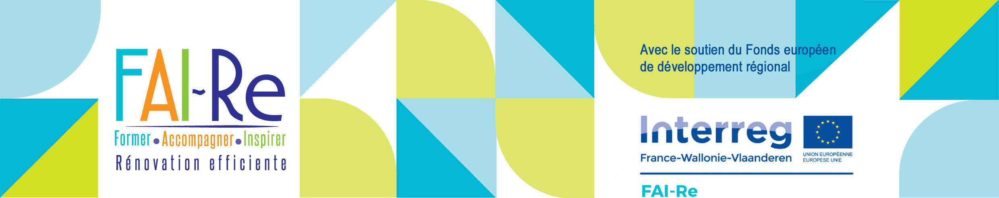 FAI~Re
Former • Accompagner • Inspirer
Rénovation efficiente
Avec le soutien du Fonds européen
de développement régional
Interreg
France-Wallonie-Vlaanderen
UNION EUROPÉENNE
EUROPESE UNIE
FAI-Re